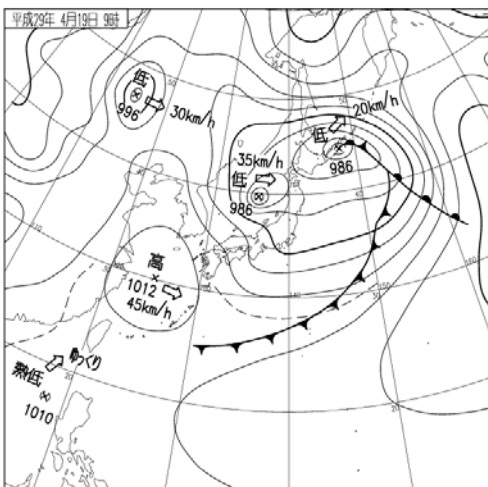 平成29年 4月19日 9時
低
996
30km/h
20km/h
低
986
35km/h
低
986
高
1012
45km/h
ゆっくり
熱低
1010